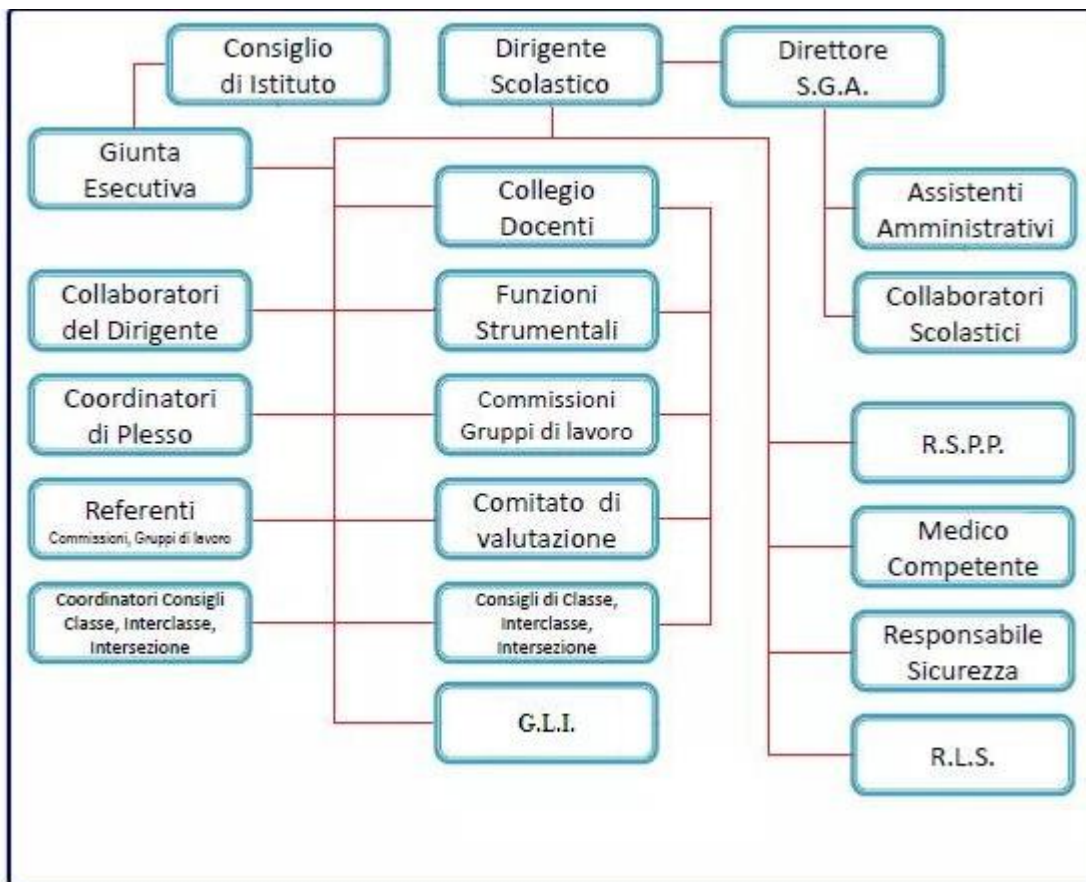 Consiglio
di Istituto
Dirigente
Scolastico
Direttore
S.G.A.
Giunta
Esecutiva
Collegio
Docenti
Assistenti
Amministrativi
Collaboratori
del Dirigente
Funzioni
Strumentali
Collaboratori
Scolastici
Coordinatori
di Plesso
Commissioni
Gruppi di lavoro
R.S.P.P.
Referenti
Commissioni, Gruppi di lavoro
Comitato di
valutazione
Medico
Competente
Coordinatori Consigli
Classe, Interclasse,
Intersezione
Consigli di Classe,
Interclasse,
Intersezione
Responsabile
Sicurezza
G.L.I.
R.L.S.